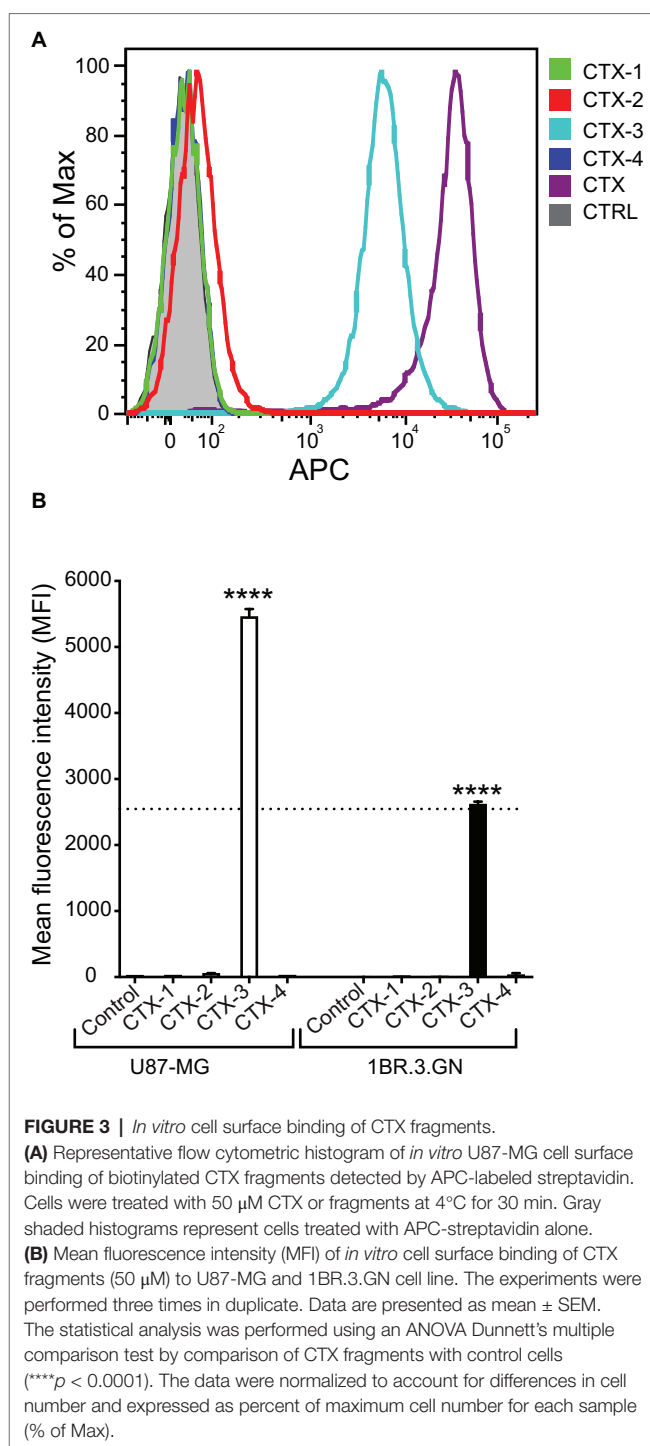 A
100
80
60
40
20
0
% of Max
0 10² 10³ 10⁴ 10⁵
APC
CTX-1
CTX-2
CTX-3
CTX-4
CTX
CTRL
B
6000
5000
4000
3000
2000
1000
0
Mean fluorescence intensity (MFI)
****
****
Control CTX-1 CTX-2 CTX-3 CTX-4 Control CTX-1 CTX-2 CTX-3 CTX-4
U87-MG 1BR.3.GN
FIGURE 3 | In vitro cell surface binding of CTX fragments.
(A) Representative flow cytometric histogram of in vitro U87-MG cell surface
binding of biotinylated CTX fragments detected by APC-labeled streptavidin.
Cells were treated with 50 μM CTX or fragments at 4°C for 30 min. Gray
shaded histograms represent cells treated with APC-streptavidin alone.
(B) Mean fluorescence intensity (MFI) of in vitro cell surface binding of CTX
fragments (50 μM) to U87-MG and 1BR.3.GN cell line. The experiments were
performed three times in duplicate. Data are presented as mean ± SEM.
The statistical analysis was performed using an ANOVA Dunnett's multiple
comparison test by comparison of CTX fragments with control cells
(****p < 0.0001). The data were normalized to account for differences in cell
number and expressed as percent of maximum cell number for each sample
(% of Max).